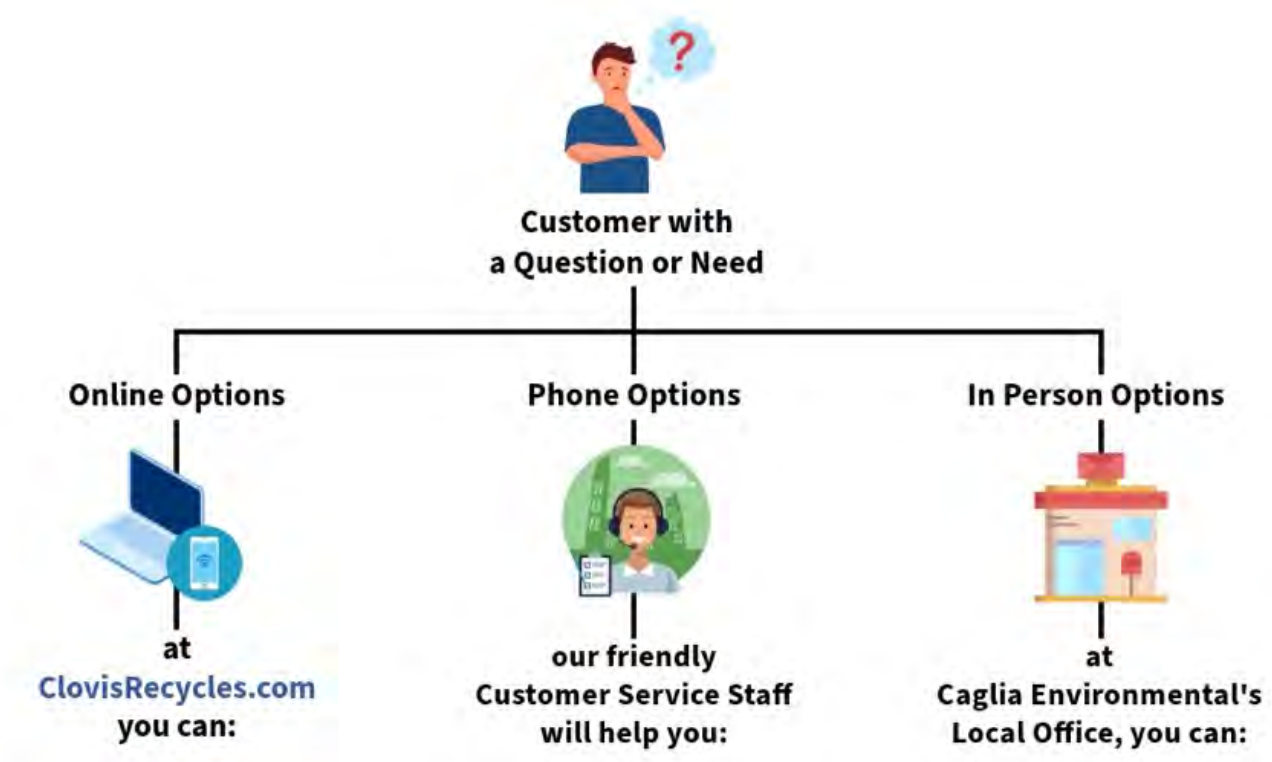 ?
Customer with
a Question or Need
Online Options
at
ClovisRecycles.com
you can:
Phone Options
our friendly
Customer Service Staff
will help you:
In Person Options
at
Caglia Environmental's
Local Office, you can: